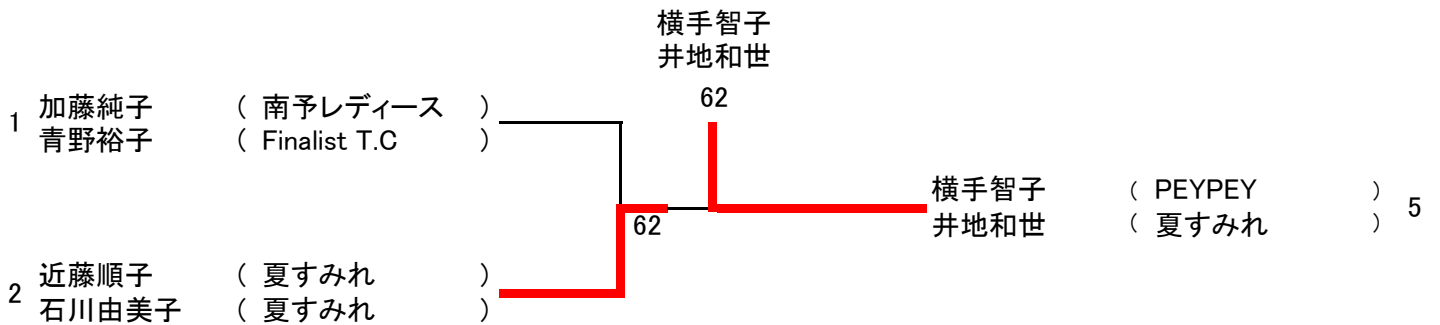 横手智子
井地和世
62
1 加藤純子 ( 南予レディース )
青野裕子 ( Finalist T.C )
横手智子 ( PEYPEY )
井地和世 ( 夏すみれ )
5
62
2 近藤順子 ( 夏すみれ )
石川由美子 ( 夏すみれ )